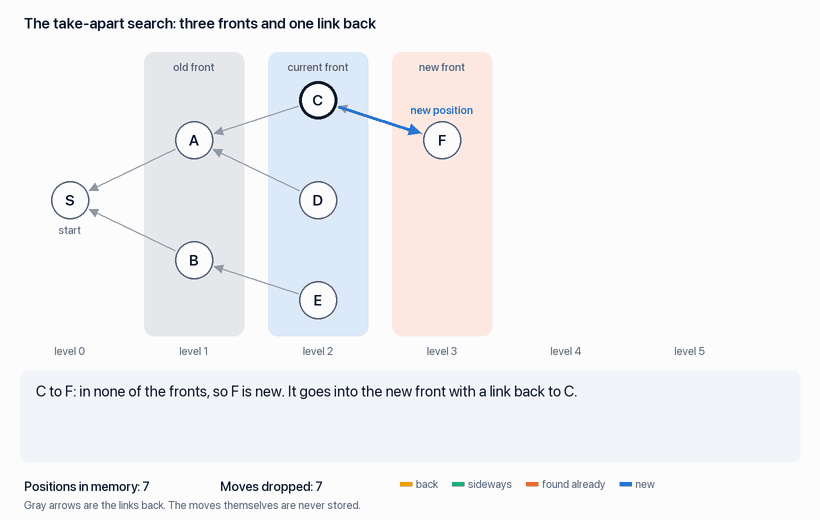 The take-apart search: three fronts and one link back
old front
current front
new front
C
new position
A
F
S
D
start
B
E
level 0
level 1
level 2
level 3
level 4
level 5
C to F: in none of the fronts, so F is new. It goes into the new front with a link back to C.
Positions in memory: 7
Moves dropped: 7
back
sideways
found already
new
Gray arrows are the links back. The moves themselves are never stored.